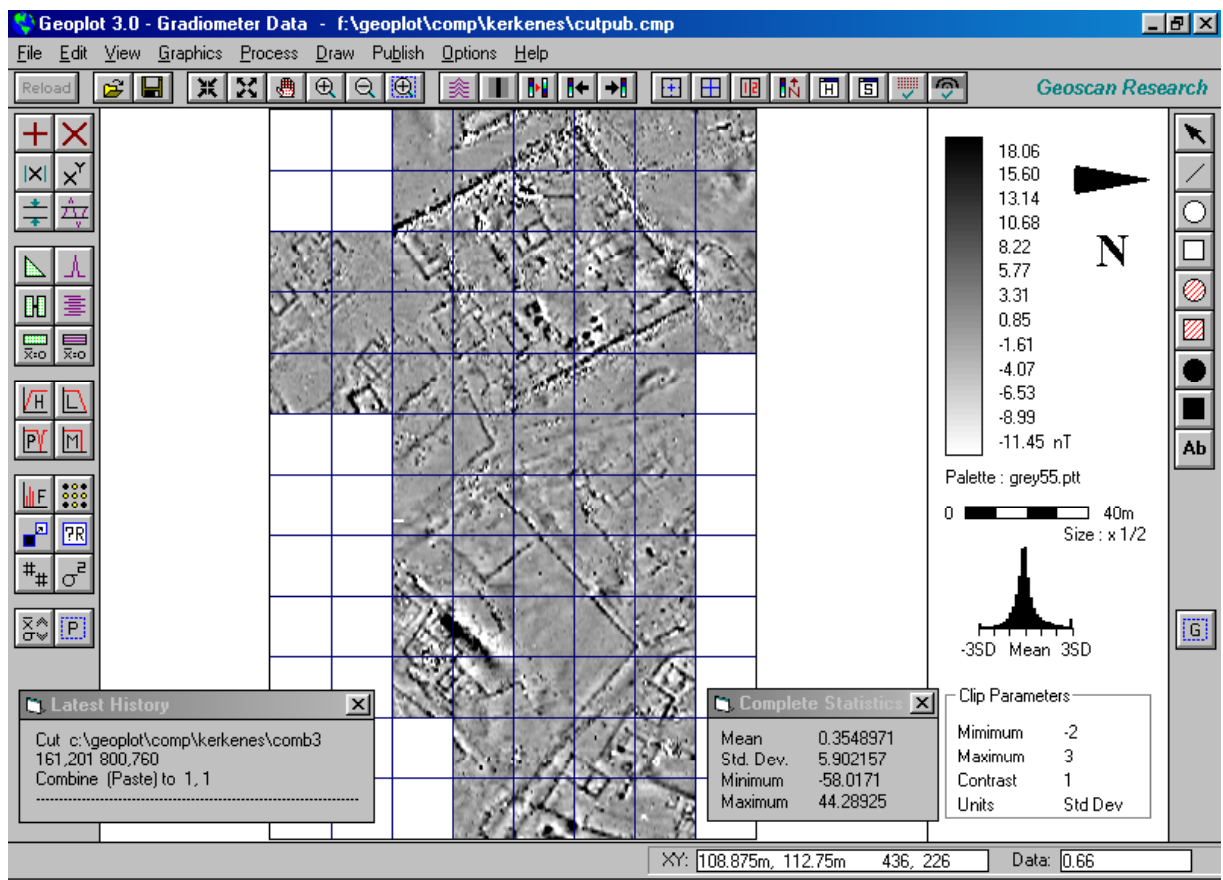 Geoplot 3.0 - Gradiometer Data - f:\geoplot\comp\kerkenes\cutpub.cmp
File Edit View Graphics Process Draw Publish Options Help
Reload
Geoscan Research
18.06
15.60
13.14
10.68
8.22
5.77
3.31
0.85
-1.61
-4.07
-6.53
-8.99
-11.45 nT
N
Palette : grey55.ptt
0 40m
Size : x 1/2
-3SD Mean 3SD
Clip Parameters
Mimimum -2
Maximum 3
Contrast 1
Units Std Dev
Ab
G
Latest History
Cut c:\geoplot\comp\kerkenes\comb3
161,201 800,760
Combine (Paste) to 1, 1
Complete Statistics
Mean 0.3548971
Std. Dev. 5.902157
Minimum -58.0171
Maximum 44.28925
XY: 108.875m, 112.75m 436, 226 Data: 0.66